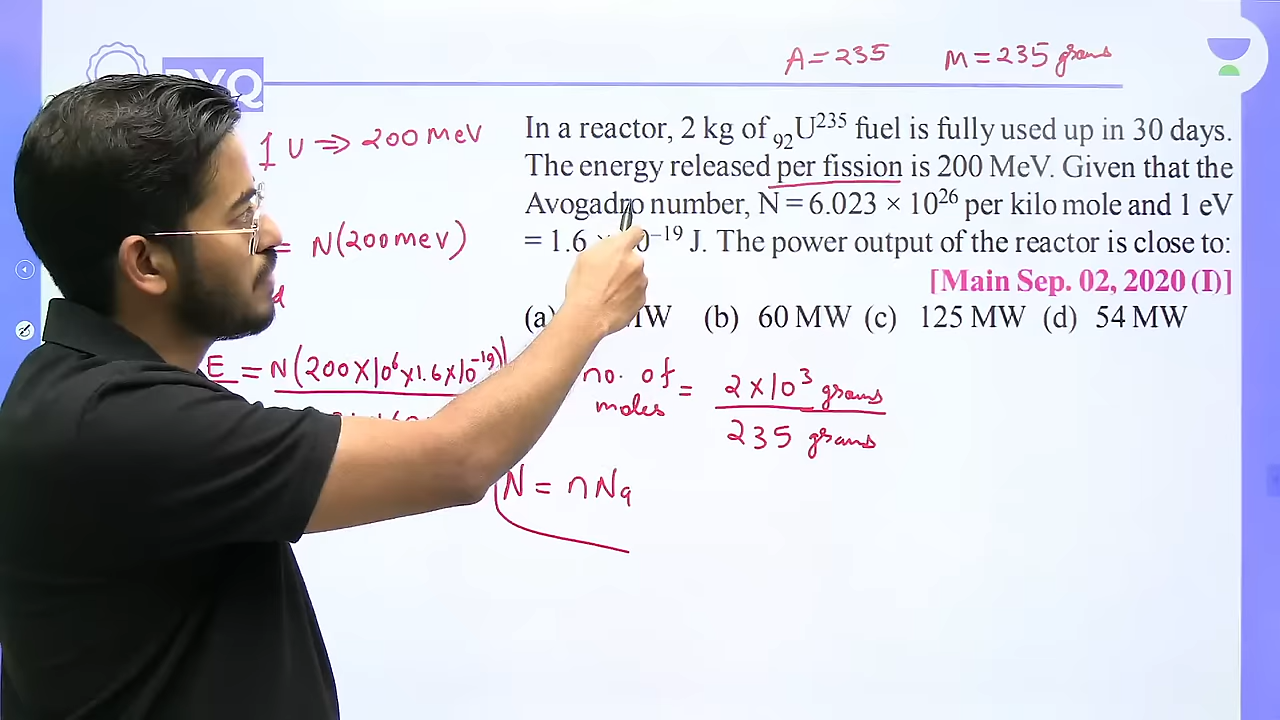 A = 235 M = 235 grams
PYQ
1 U ⇒ 200 MeV
= N(200 MeV)
E = N(200×10⁶×1.6×10⁻¹⁹)
In a reactor, 2 kg of ₉₂U²³⁵ fuel is fully used up in 30 days.
The energy released per fission is 200 MeV. Given that the
Avogadro number, N = 6.023 × 10²⁶ per kilo mole and 1 eV
= 1.6 ⁻¹⁹ J. The power output of the reactor is close to:
[Main Sep. 02, 2020 (I)]
(a) MW (b) 60 MW (c) 125 MW (d) 54 MW
no. of moles = 2×10³ grams / 235 grams
N = nNₐ